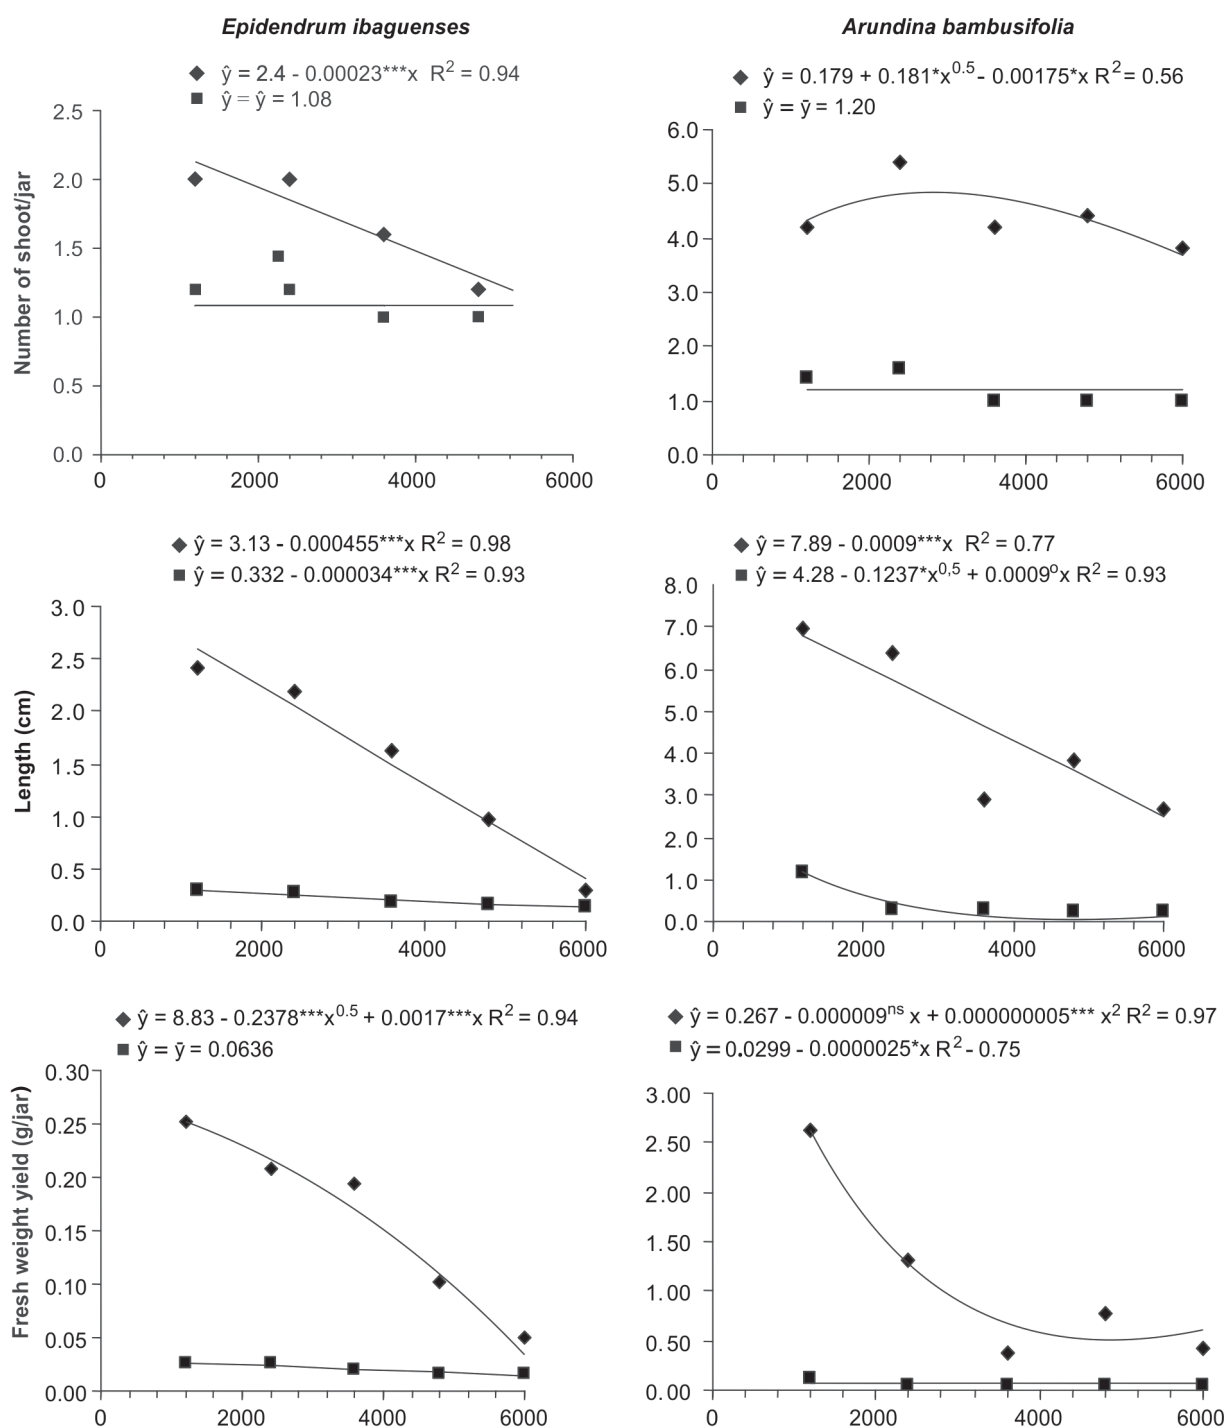 Epidendrum ibaguenses
Arundina bambusifolia
ŷ = 2.4 - 0.00023***x R² = 0.94
ŷ = ŷ = 1.08
ŷ = 0.179 + 0.181*x^0.5 - 0.00175*x R² = 0.56
ŷ = ȳ = 1.20
Number of shoot/jar
2.5
2.0
1.5
1.0
0.5
0.0
0 2000 4000 6000
6.0
5.0
4.0
3.0
2.0
1.0
0.0
0 2000 4000 6000
ŷ = 3.13 - 0.000455***x R² = 0.98
ŷ = 0.332 - 0.000034***x R² = 0.93
ŷ = 7.89 - 0.0009***x R² = 0.77
ŷ = 4.28 - 0.1237*x^0,5 + 0.0009°x R² = 0.93
Length (cm)
3.0
2.5
2.0
1.5
1.0
0.5
0.0
0 2000 4000 6000
8.0
7.0
6.0
5.0
4.0
3.0
2.0
1.0
0.0
0 2000 4000 6000
ŷ = 8.83 - 0.2378***x^0.5 + 0.0017***x R² = 0.94
ŷ = ȳ = 0.0636
ŷ = 0.267 - 0.000009^ns x + 0.000000005*** x² R² = 0.97
ŷ = 0.0299 - 0.0000025*x R² - 0.75
Fresh weight yield (g/jar)
0.30
0.25
0.20
0.15
0.10
0.05
0.00
0 2000 4000 6000
3.00
2.50
2.00
1.50
1.00
0.50
0.00
0 2000 4000 6000